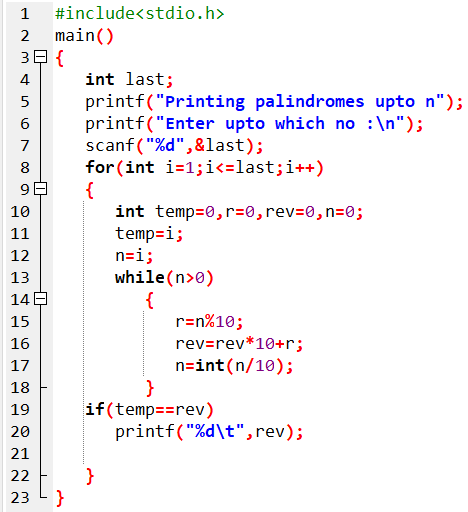 1 #include<stdio.h>
2 main()
3 {
4 int last;
5 printf("Printing palindromes upto n");
6 printf("Enter upto which no :\n");
7 scanf("%d",&last);
8 for(int i=1;i<=last;i++)
9 {
10 int temp=0,r=0,rev=0,n=0;
11 temp=i;
12 n=i;
13 while(n>0)
14 {
15 r=n%10;
16 rev=rev*10+r;
17 n=int(n/10);
18 }
19 if(temp==rev)
20 printf("%d\t",rev);
21
22 }
23 }